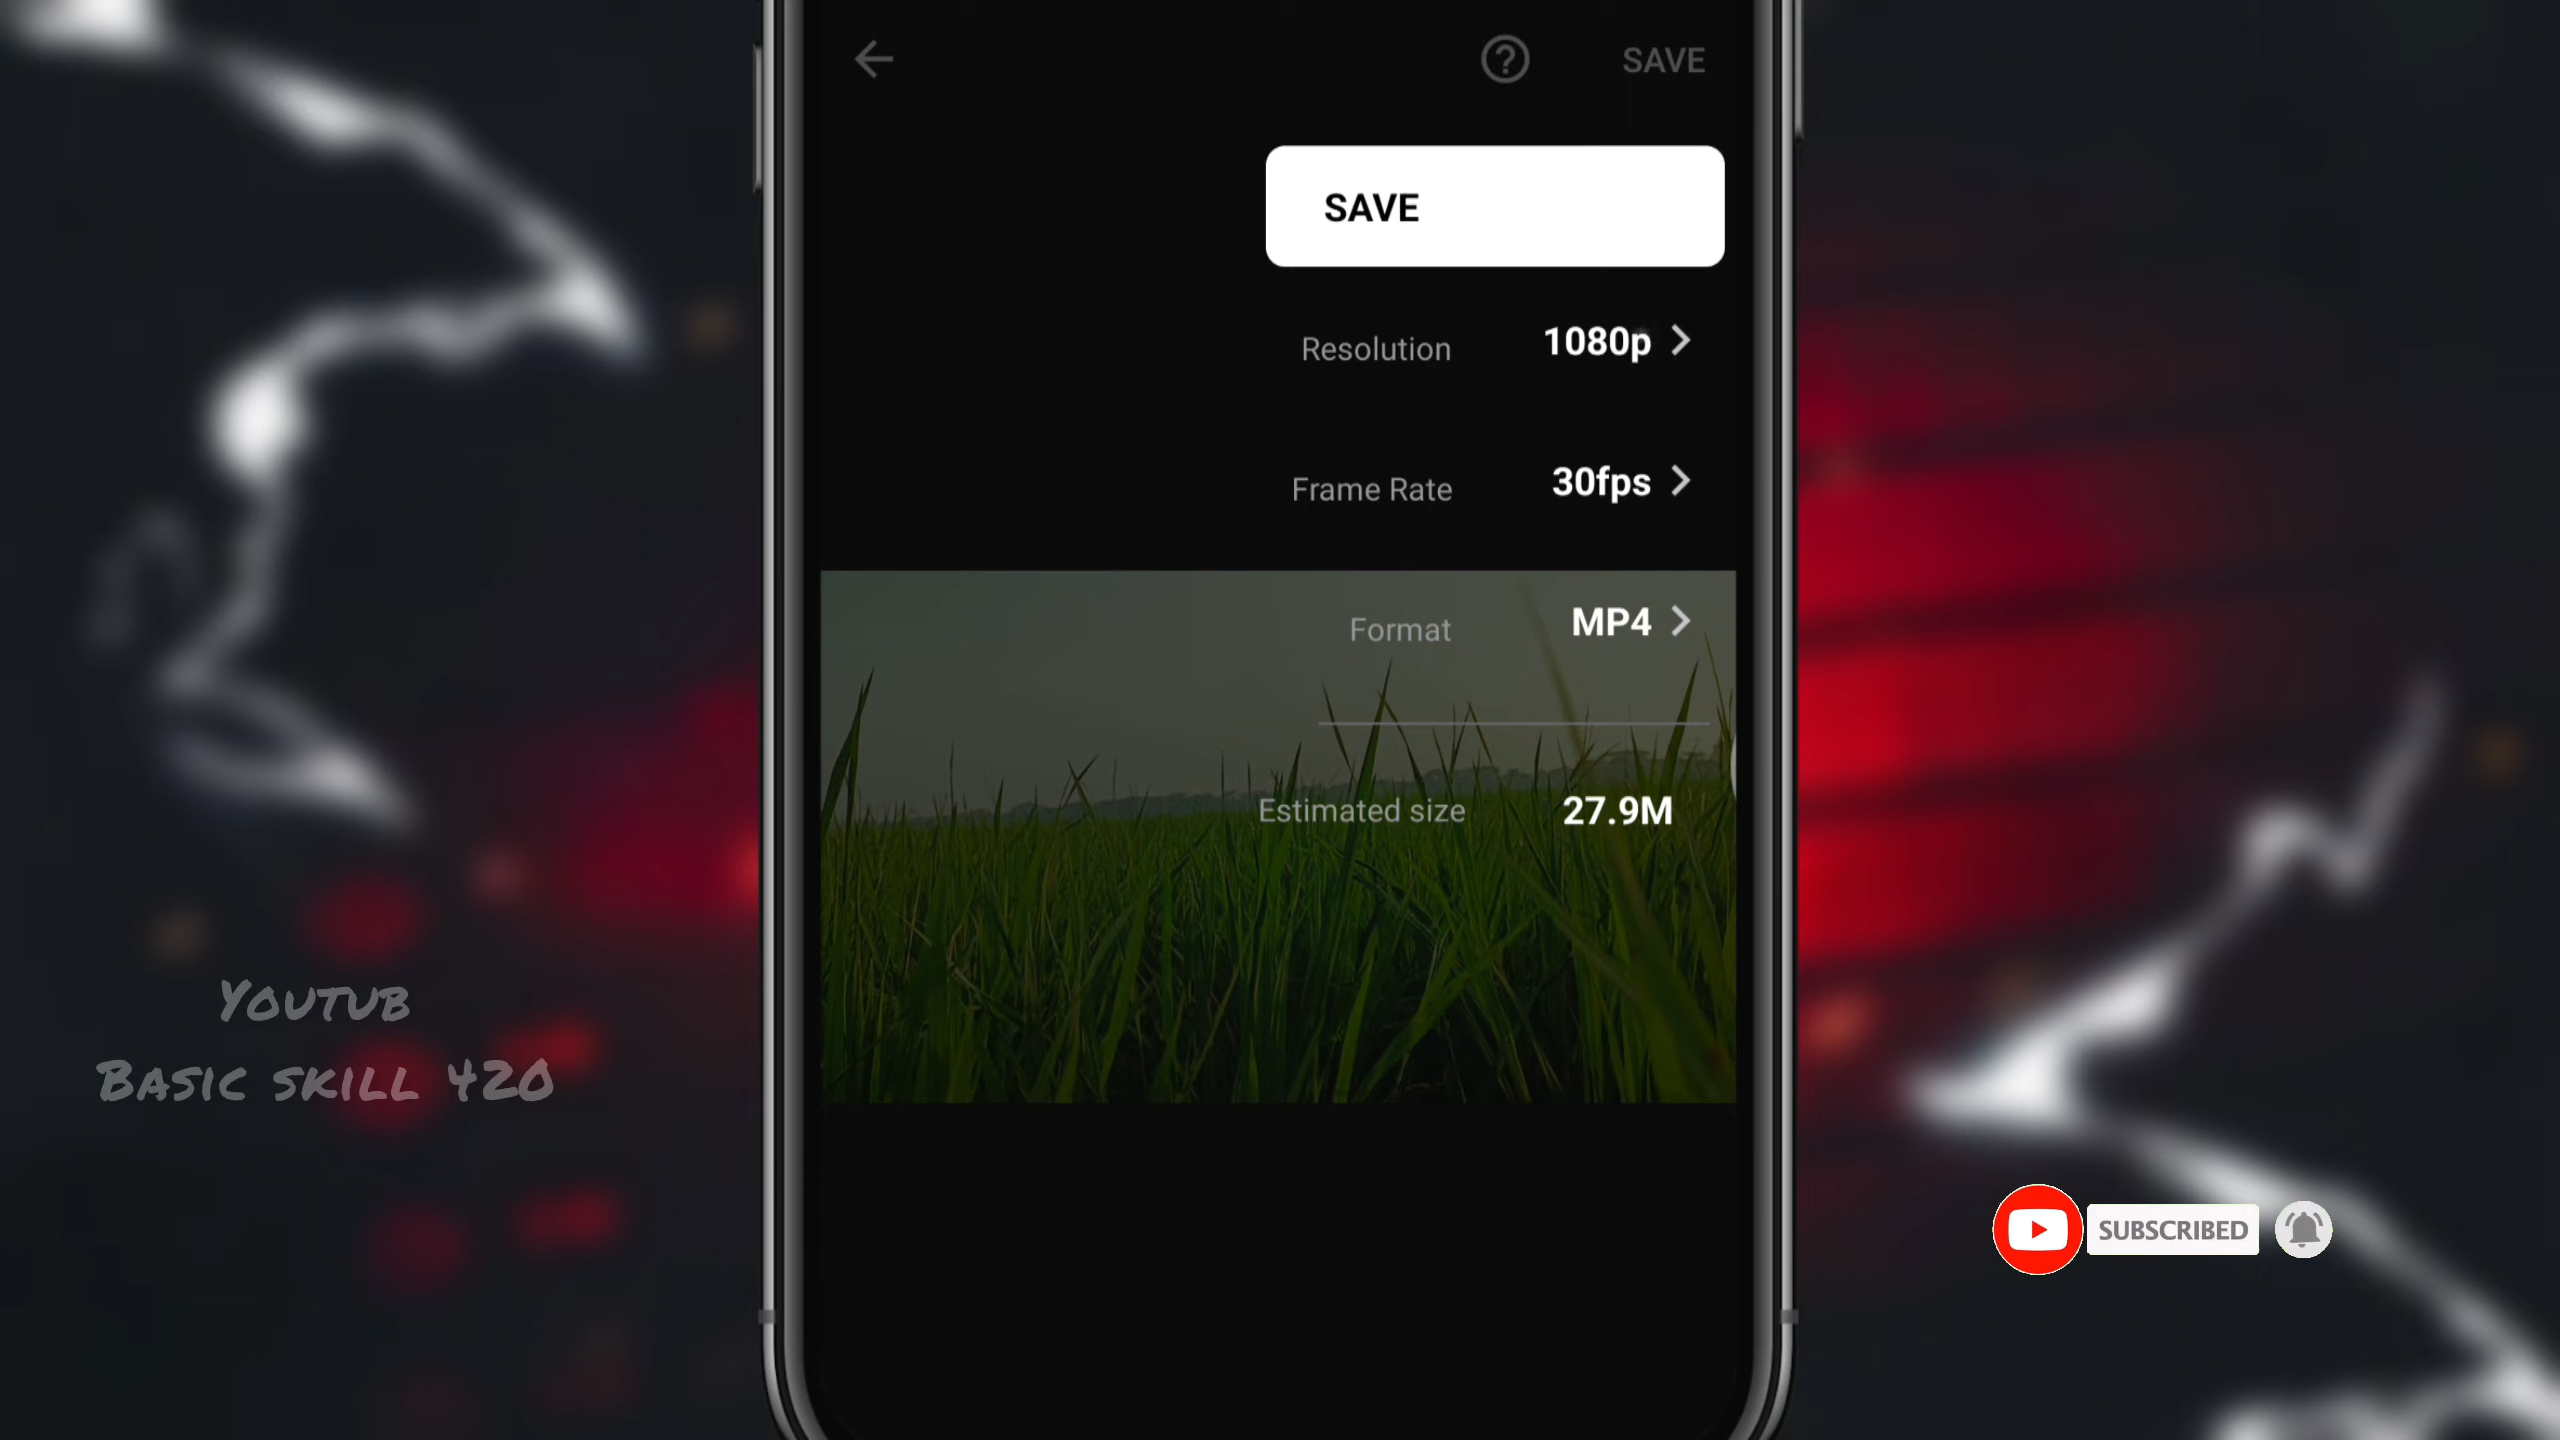 SAVE
SAVE
Resolution 1080p
Frame Rate 30fps
Format MP4
Estimated size 27.9M
Youtub
Basic skill 420
SUBSCRIBED